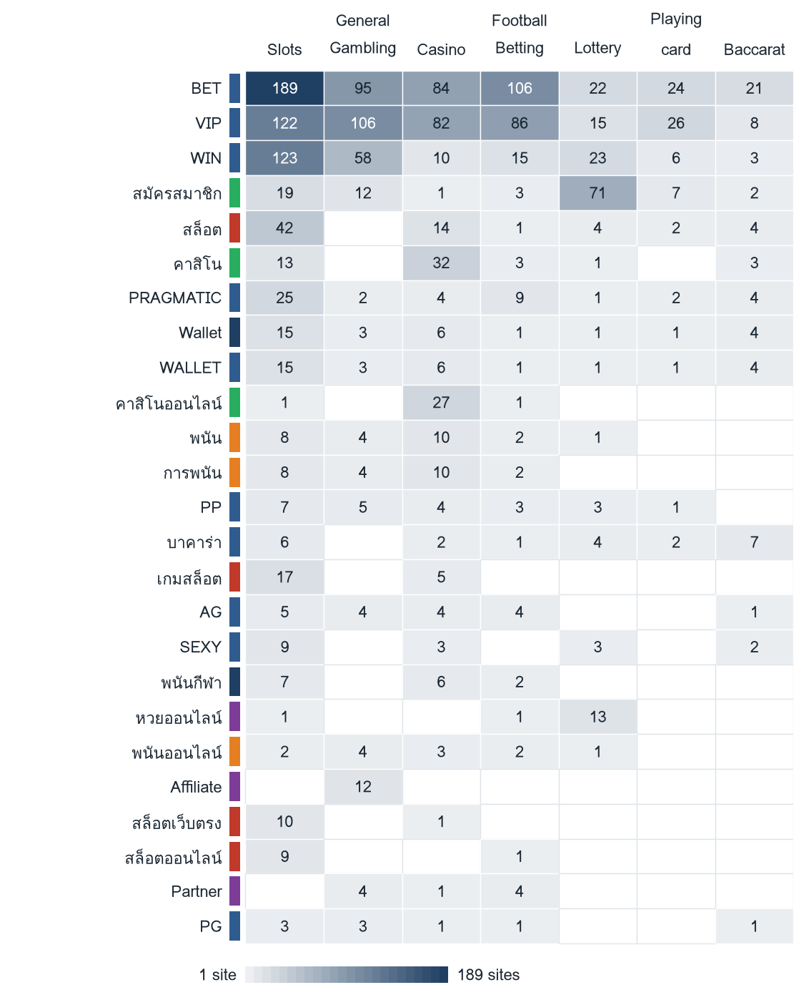 General Football Playing
Slots Gambling Casino Betting Lottery card Baccarat
BET 189 95 84 106 22 24 21
VIP 122 106 82 86 15 26 8
WIN 123 58 10 15 23 6 3
สมัครสมาชิก 19 12 1 3 71 7 2
สล็อต 42 14 1 4 2 4
คาสิโน 13 32 3 1 3
PRAGMATIC 25 2 4 9 1 2 4
Wallet 15 3 6 1 1 1 4
WALLET 15 3 6 1 1 1 4
คาสิโนออนไลน์ 1 27 1
พนัน 8 4 10 2 1
การพนัน 8 4 10 2
PP 7 5 4 3 3 1
บาคาร่า 6 2 1 4 2 7
เกมสล็อต 17 5
AG 5 4 4 4 1
SEXY 9 3 3 2
พนันกีฬา 7 6 2
หวยออนไลน์ 1 1 13
พนันออนไลน์ 2 4 3 2 1
Affiliate 12
สล็อตเว็บตรง 10 1
สล็อตออนไลน์ 9 1
Partner 4 1 4
PG 3 3 1 1 1
1 site 189 sites